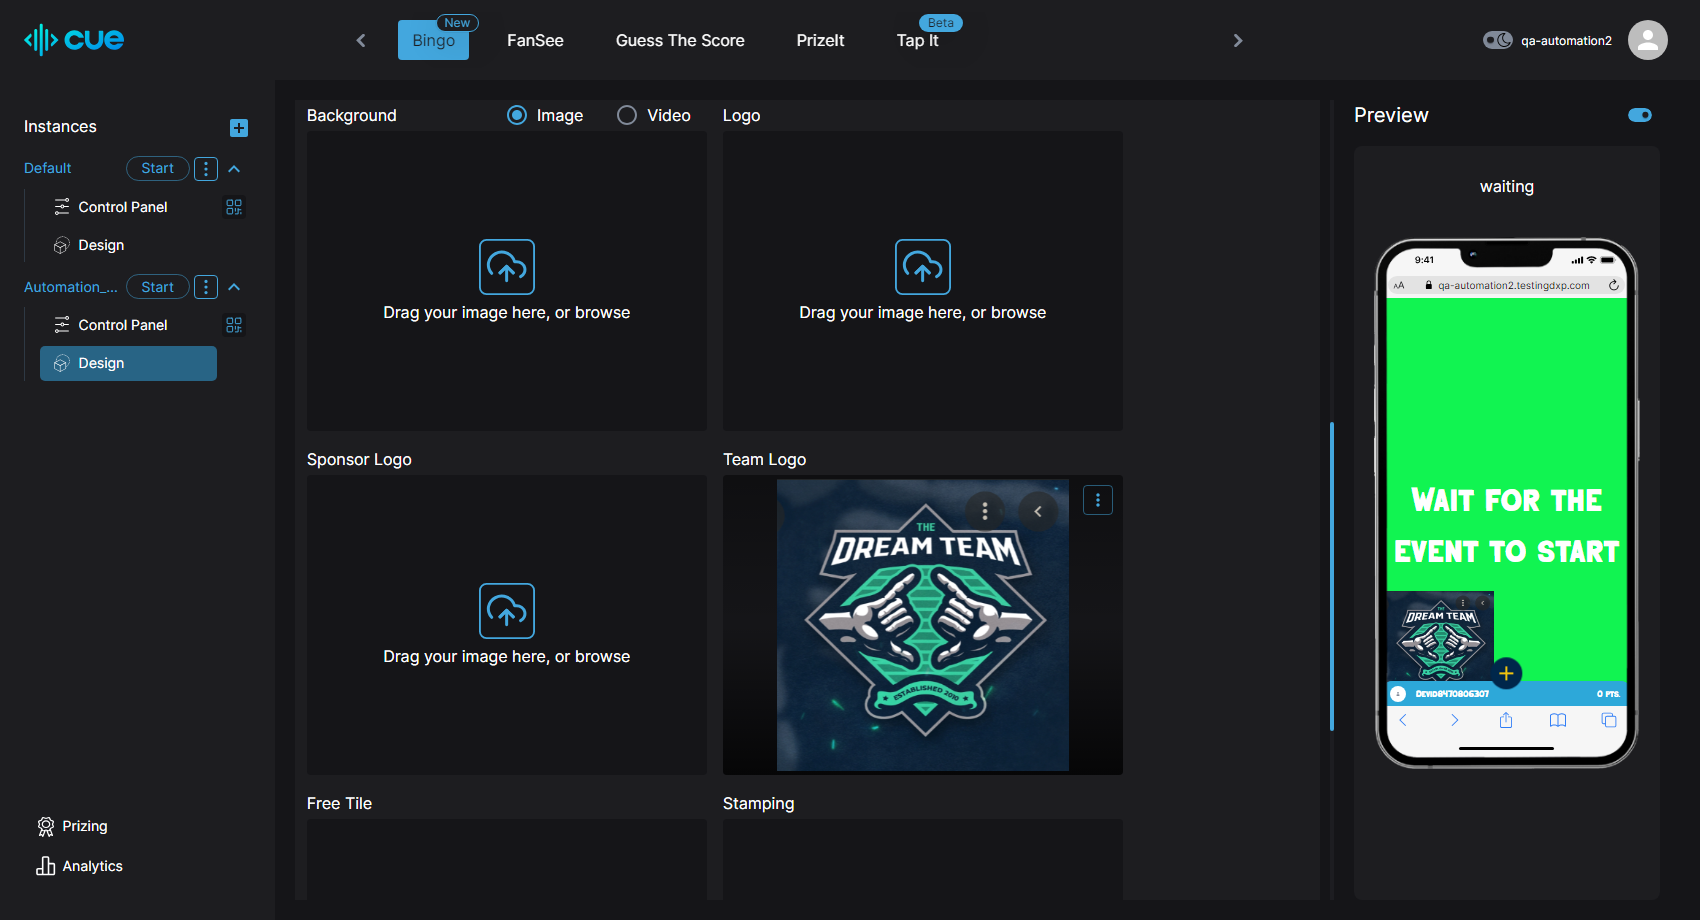 cue
New
Beta
Bingo
FanSee
Guess The Score
PrizeIt
Tap It
qa-automation2
Instances
Default
Start
Control Panel
Design
Automation_...
Start
Control Panel
Design
Prizing
Analytics
Background
Image
Video
Logo
Drag your image here, or browse
Drag your image here, or browse
Sponsor Logo
Team Logo
Drag your image here, or browse
THE
DREAM TEAM
ESTABLISHED 2010
Free Tile
Stamping
Preview
waiting
9:41
AA
qa-automation2.testingdxp.com
Wait for the
event to start
THE
DREAM TEAM
Devid8470806307
0 pts.